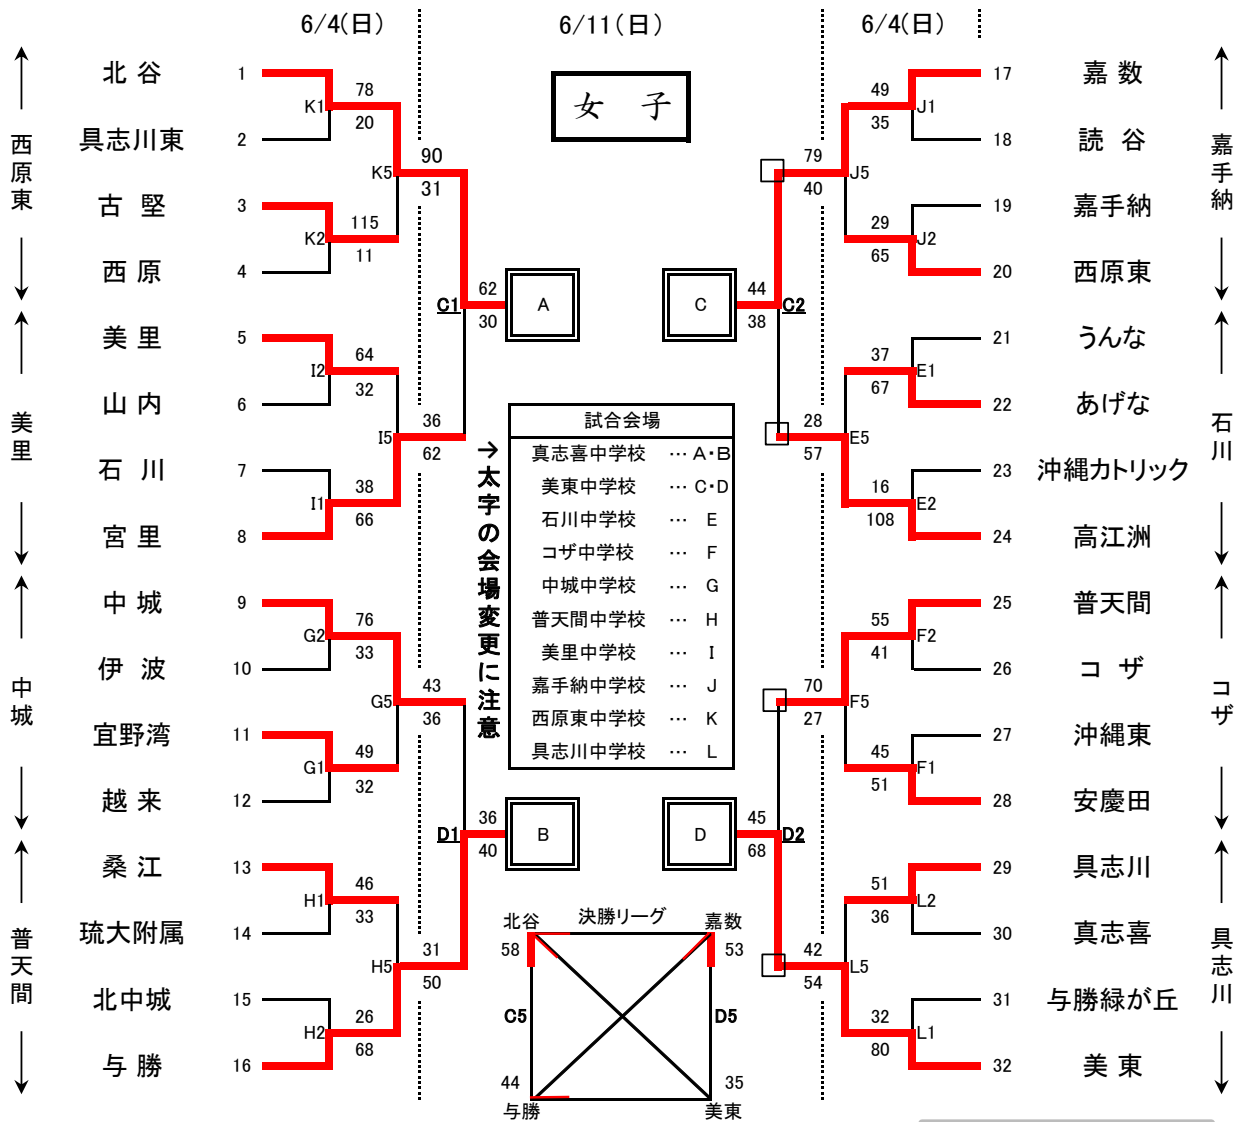 6/4(日)
6/11(日)
6/4(日)
女 子
西原東
美里
中城
普天間
北谷 1
具志川東 2
古堅 3
西原 4
美里 5
山内 6
石川 7
宮里 8
中城 9
伊波 10
宜野湾 11
越来 12
桑江 13
琉大附属 14
北中城 15
与勝 16
K1 78 20
K2 115 11
I2 64 32
I1 38 66
G2 76 33
G1 49 32
H1 46 33
H2 26 68
K5 90 31
I5 36 62
G5 43 36
H5 31 50
C1 62 30
D1 36 40
A
B
C
D
→太字の会場変更に注意
試合会場
真志喜中学校 … A・B
美東中学校 … C・D
石川中学校 … E
コザ中学校 … F
中城中学校 … G
普天間中学校 … H
美里中学校 … I
嘉手納中学校 … J
西原東中学校 … K
具志川中学校 … L
44 38 C2
45 68 D2
79 40 J5
28 57 E5
70 27 F5
42 54 L5
49 35 J1
29 65 J2
37 67 E1
16 108 E2
55 41 F2
45 51 F1
51 36 L2
32 80 L1
17 嘉数
18 読谷
19 嘉手納
20 西原東
21 うんな
22 あげな
23 沖縄カトリック
24 高江洲
25 普天間
26 コザ
27 沖縄東
28 安慶田
29 具志川
30 真志喜
31 与勝緑が丘
32 美東
嘉手納
石川
コザ
具志川
北谷 決勝リーグ 嘉数
58 53
C5 D5
44 35
与勝 美東